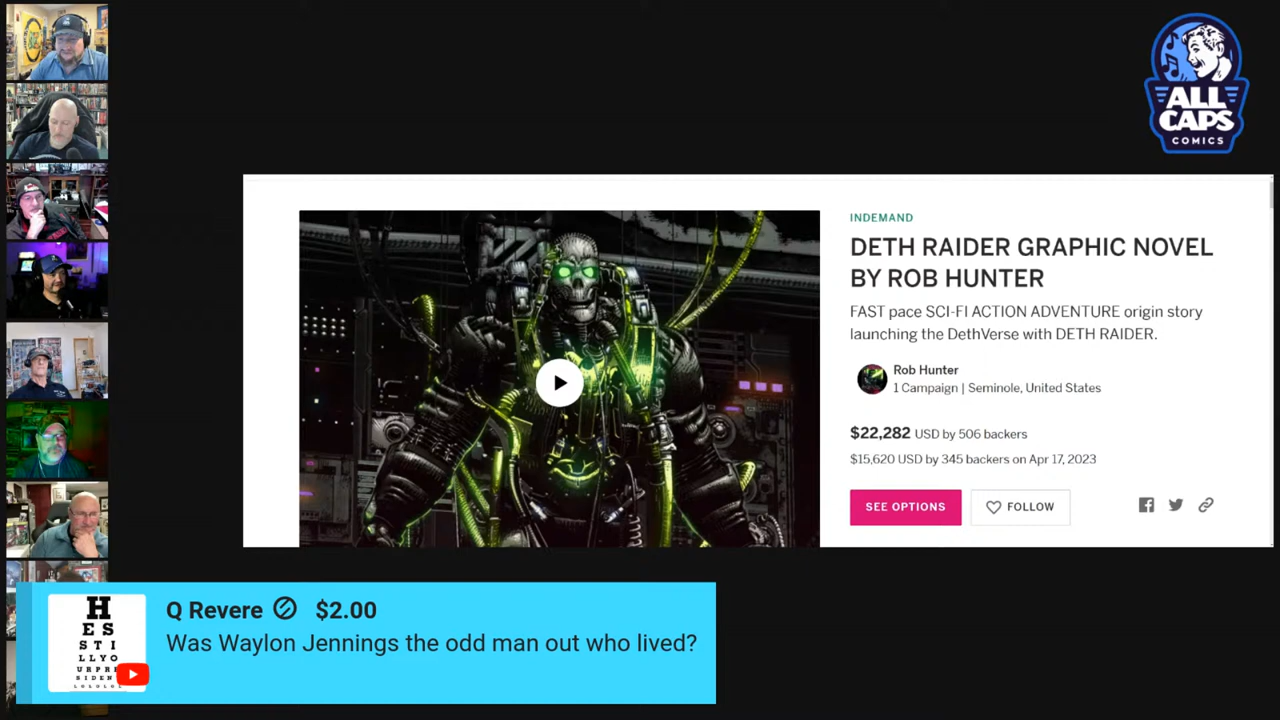 ALL
CAPS
COMICS
INDEMAND
DETH RAIDER GRAPHIC NOVEL
BY ROB HUNTER
FAST pace SCI-FI ACTION ADVENTURE origin story
launching the DethVerse with DETH RAIDER.
Rob Hunter
1 Campaign | Seminole, United States
$22,282 USD by 506 backers
$15,620 USD by 345 backers on Apr 17, 2023
SEE OPTIONS
FOLLOW
Q Revere $2.00
Was Waylon Jennings the odd man out who lived?
H
E S
S T I
L L Y O
U R P R E
S I D E N
L O L O L O L